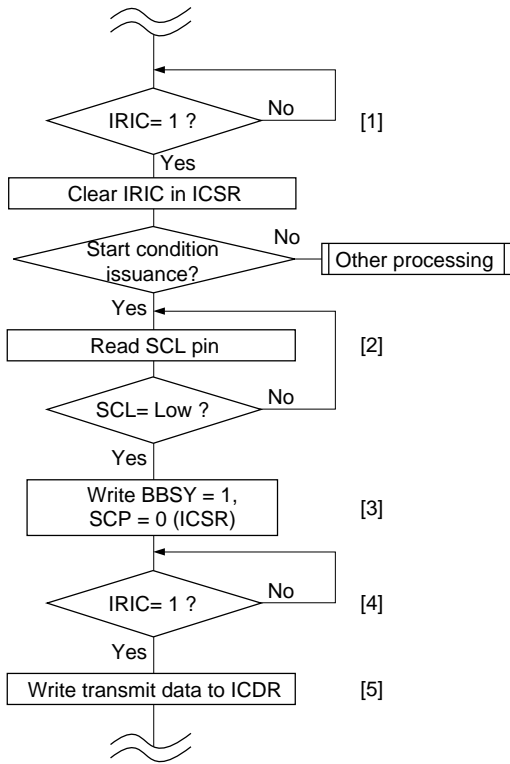 IRIC= 1 ?
No
[1]
Yes
Clear IRIC in ICSR
Start condition
issuance?
No
Other processing
Yes
Read SCL pin
[2]
SCL= Low ?
No
Yes
Write BBSY = 1,
SCP = 0 (ICSR)
[3]
IRIC= 1 ?
No
[4]
Yes
Write transmit data to ICDR
[5]